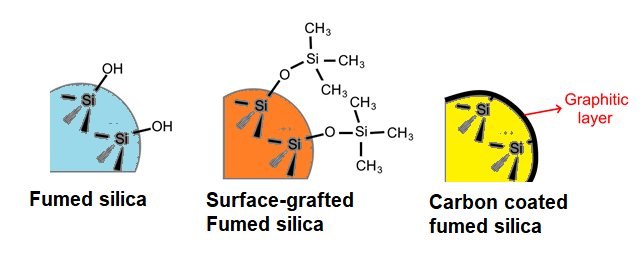 OH
Si
Si
OH
Fumed silica
CH3
Si
CH3
O
CH3
Si
CH3
O
Si
CH3
Si
CH3
Surface-grafted
Fumed silica
Si
Si
Graphitic
layer
Carbon coated
fumed silica